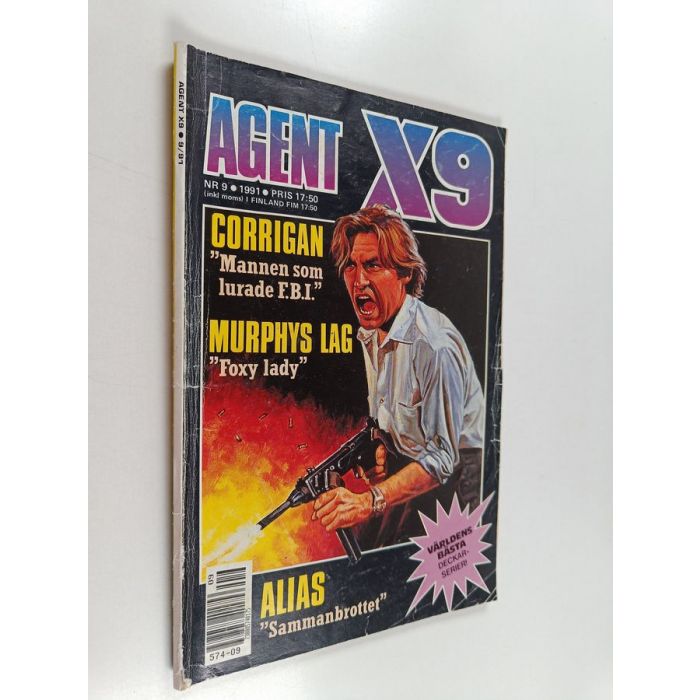 AGENT X9 ● 9/91
AGENT X9
NR 9 ● 1991 ● PRIS 17:50
(inkl moms) I FINLAND FIM 17:50
CORRIGAN
”Mannen som
lurade F.B.I.”
MURPHYS LAG
”Foxy lady”
VÄRLDENS
BÄSTA
DECKAR-
SERIER!
ALIAS
”Sammanbrottet”
09
574-09